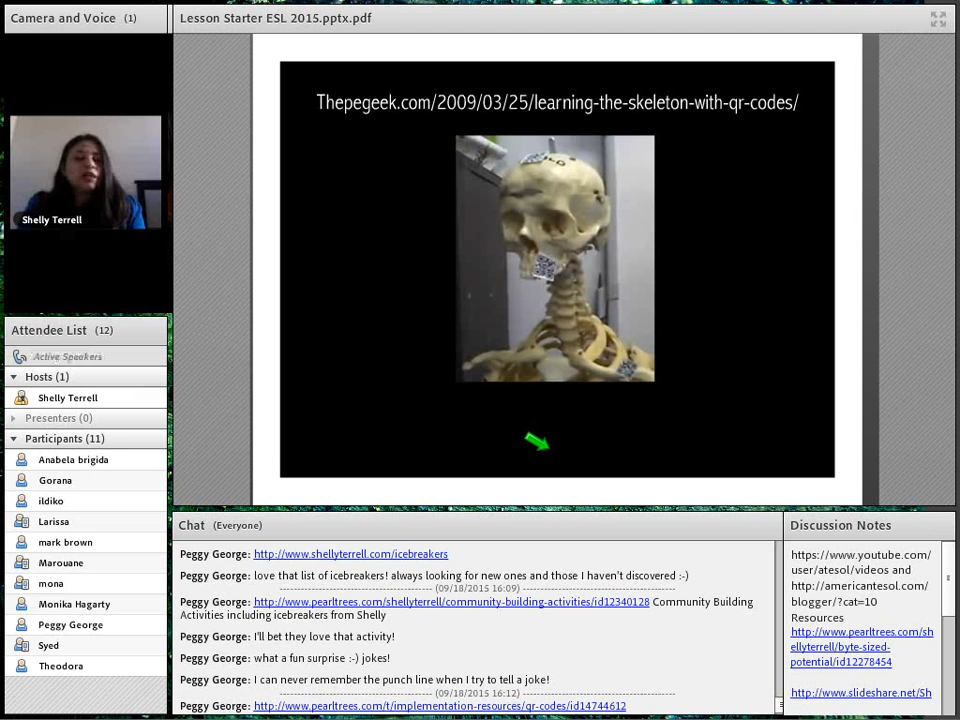 Camera and Voice (1)
Shelly Terrell
Attendee List (12)
Active Speakers
Hosts (1)
Shelly Terrell
Presenters (0)
Participants (11)
Anabela brigida
Gorana
ildiko
Larissa
mark brown
Marouane
mona
Monika Hagarty
Peggy George
Syed
Theodora
Lesson Starter ESL 2015.pptx.pdf
Thepegeek.com/2009/03/25/learning-the-skeleton-with-qr-codes/
Chat (Everyone)
Peggy George: http://www.shellyterrell.com/icebreakers
Peggy George: love that list of icebreakers! always looking for new ones and those I haven't discovered :-)
------------------------------------ (09/18/2015 16:09) ------------------------------------
Peggy George: http://www.pearltrees.com/shellyterrell/community-building-activities/id12340128 Community Building
Activities including icebreakers from Shelly
Peggy George: I'll bet they love that activity!
Peggy George: what a fun surprise :-) jokes!
Peggy George: I can never remember the punch line when I try to tell a joke!
------------------------------------ (09/18/2015 16:12) ------------------------------------
Peggy George: http://www.pearltrees.com/t/implementation-resources/qr-codes/id14744612
Discussion Notes
https://www.youtube.com/
user/atesol/videos and
http://americantesol.com/
blogger/?cat=10
Resources
http://www.pearltrees.com/sh
ellyterrell/byte-sized-
potential/id12278454
http://www.slideshare.net/Sh